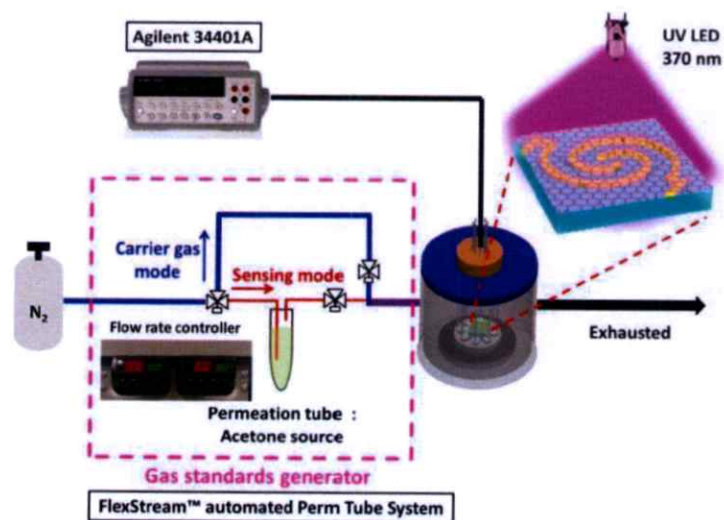 Agilent 34401A
UV LED
370 nm
Carrier gas
mode
Sensing mode
N₂
Flow rate controller
Exhausted
Permeation tube :
Acetone source
Gas standards generator
FlexStream™ automated Perm Tube System